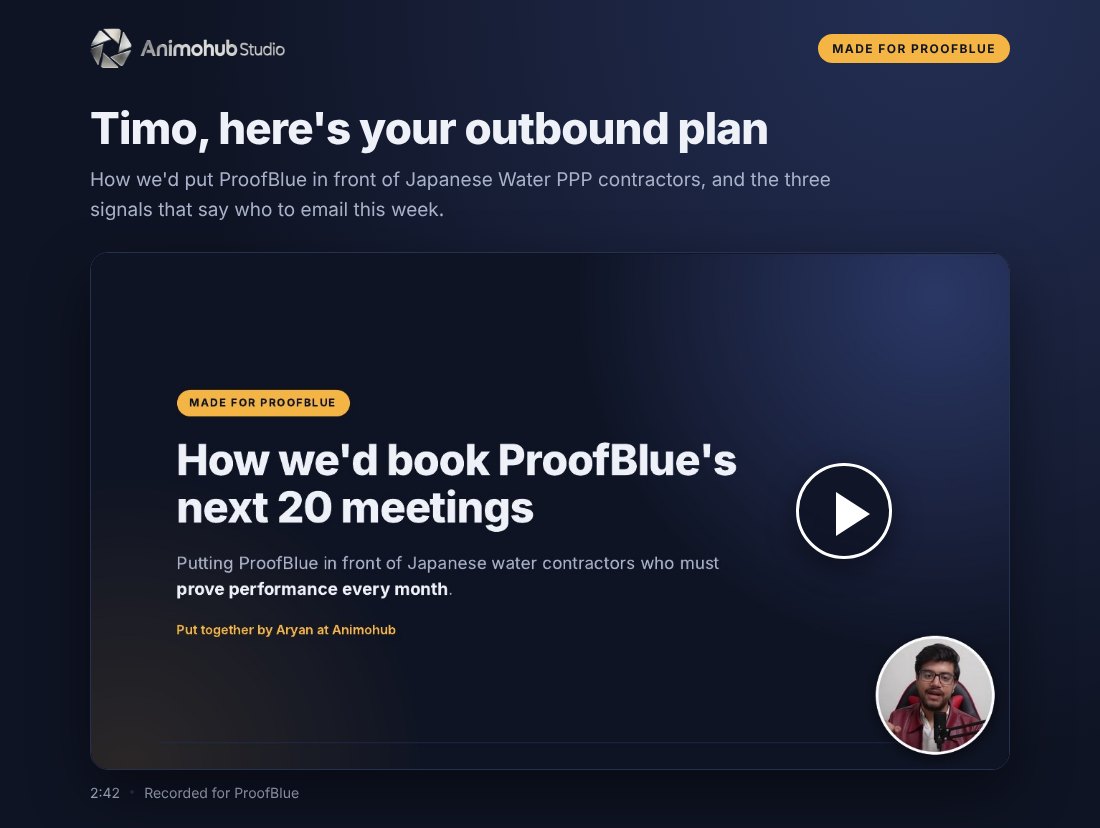 Animohub Studio
MADE FOR PROOFBLUE
Timo, here's your outbound plan
How we'd put ProofBlue in front of Japanese Water PPP contractors, and the three
signals that say who to email this week.
MADE FOR PROOFBLUE
How we'd book ProofBlue's
next 20 meetings
Putting ProofBlue in front of Japanese water contractors who must
prove performance every month.
Put together by Aryan at Animohub
2:42 • Recorded for ProofBlue